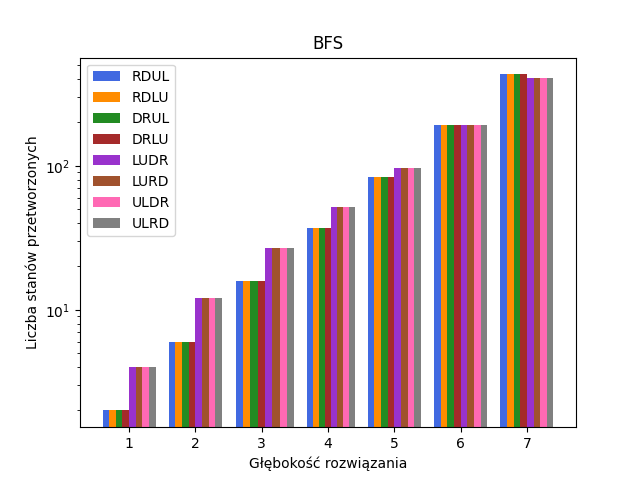 BFS
RDUL
RDLU
DRUL
DRLU
LUDR
LURD
ULDR
ULRD
Liczba stanów przetworzonych
10²
10¹
1 2 3 4 5 6 7
Głębokość rozwiązania